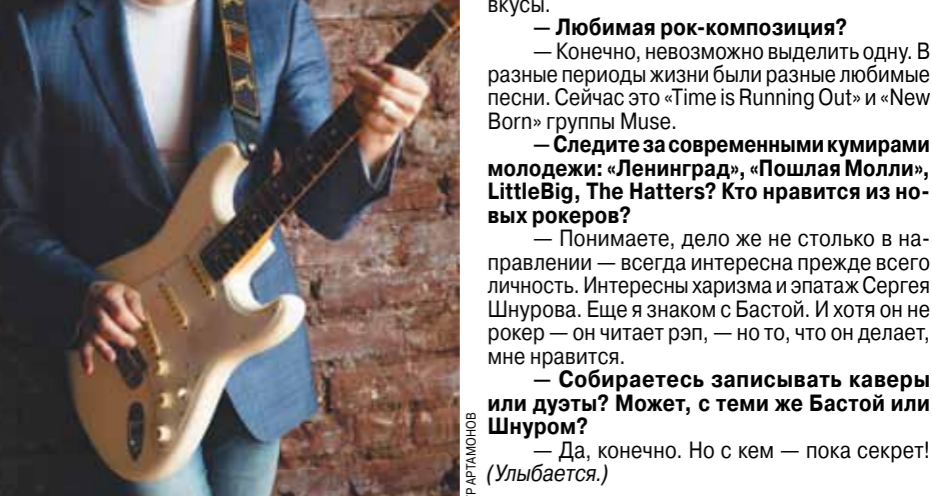 вкусы.
— Любимая рок-композиция?
— Конечно, невозможно выделить одну. В
разные периоды жизни были разные любимые
песни. Сейчас это «Time is Running Out» и «New
Born» группы Muse.
— Следите за современными кумирами
молодежи: «Ленинград», «Пошлая Молли»,
LittleBig, The Hatters? Кто нравится из но-
вых рокеров?
— Понимаете, дело же не столько в на-
правлении — всегда интересна прежде всего
личность. Интересны харизма и эпатаж Сергея
Шнурова. Еще я знаком с Бастой. И хотя он не
рокер — он читает рэп, — но то, что он делает,
мне нравится.
— Собираетесь записывать каверы
или дуэты? Может, с теми же Бастой или
Шнуром?
— Да, конечно. Но с кем — пока секрет!
(Улыбается.)
Р АРТАМОНОВ